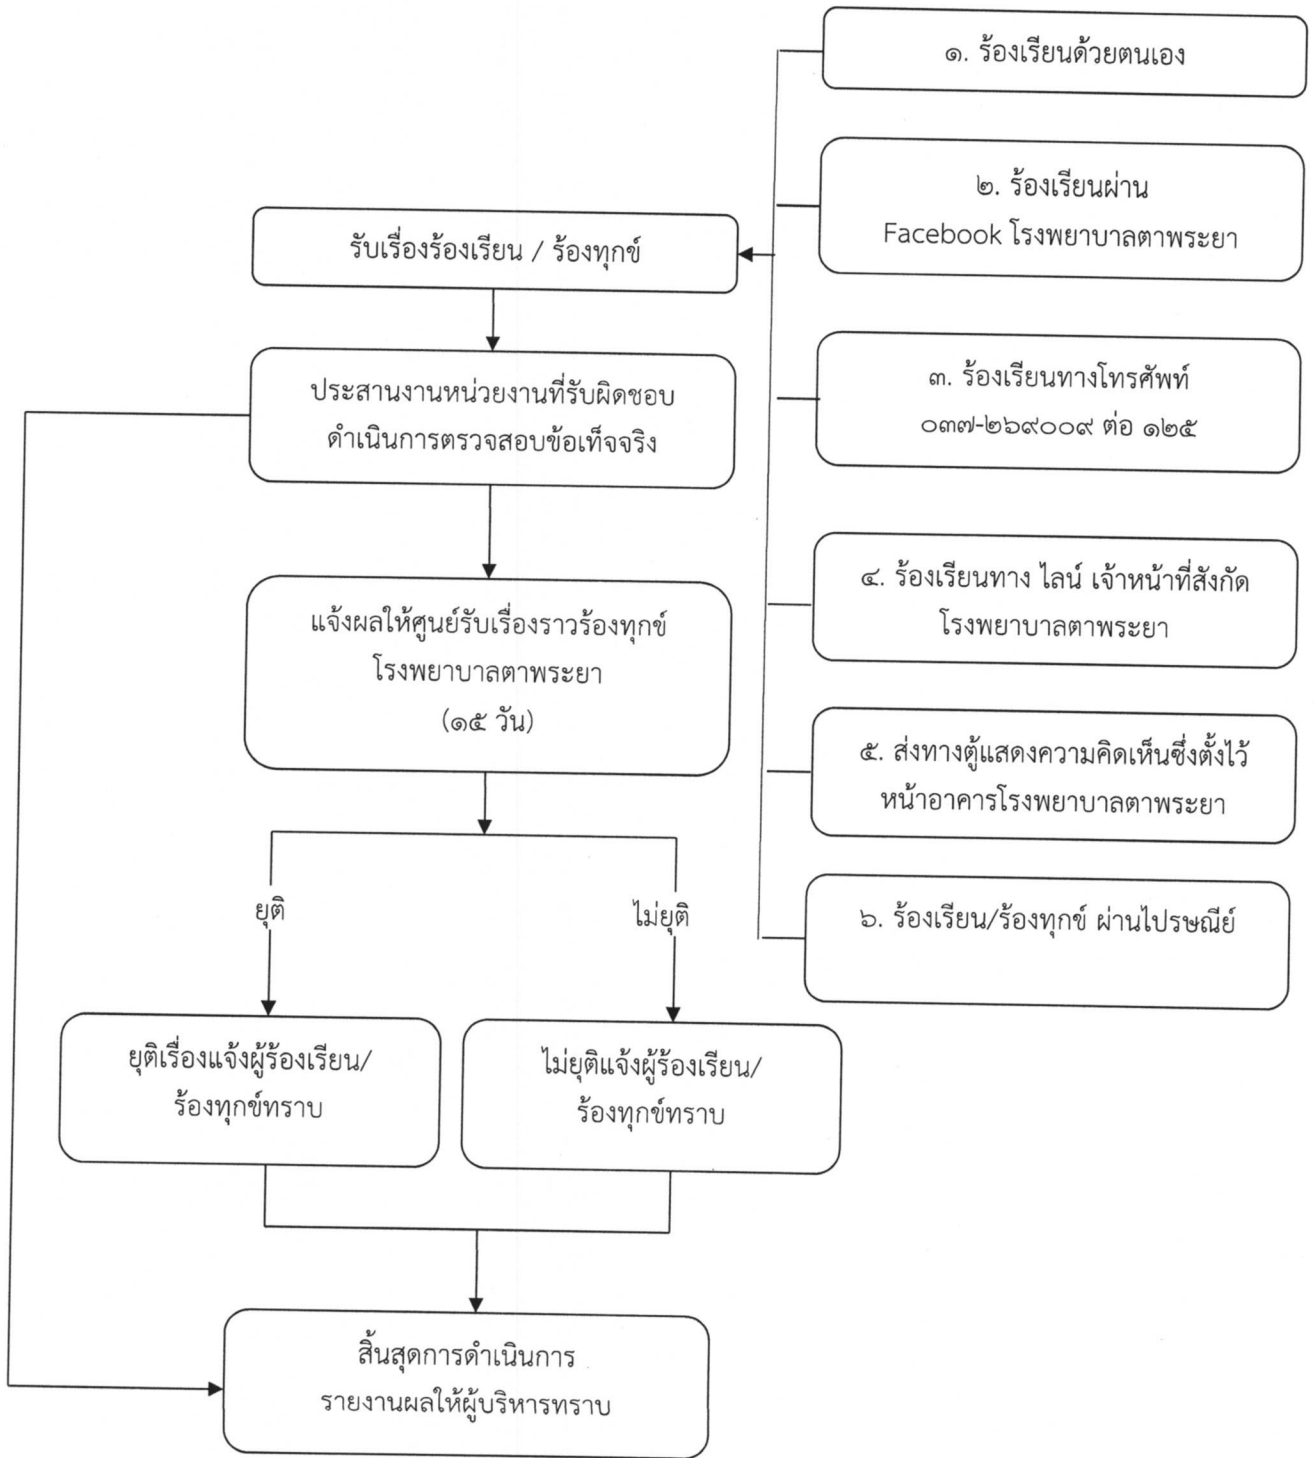 ๑. ร้องเรียนด้วยตนเอง
๒. ร้องเรียนผ่าน
Facebook โรงพยาบาลตาพระยา
รับเรื่องร้องเรียน / ร้องทุกข์
๓. ร้องเรียนทางโทรศัพท์
๐๓๗-๒๖๙๐๐๙ ต่อ ๑๒๕
ประสานงานหน่วยงานที่รับผิดชอบ
ดำเนินการตรวจสอบข้อเท็จจริง
๔. ร้องเรียนทาง ไลน์ เจ้าหน้าที่สังกัด
โรงพยาบาลตาพระยา
แจ้งผลให้ศูนย์รับเรื่องราวร้องทุกข์
โรงพยาบาลตาพระยา
(๑๕ วัน)
๕. ส่งทางตู้แสดงความคิดเห็นซึ่งตั้งไว้
หน้าอาคารโรงพยาบาลตาพระยา
๖. ร้องเรียน/ร้องทุกข์ ผ่านไปรษณีย์
ยุติ
ไม่ยุติ
ยุติเรื่องแจ้งผู้ร้องเรียน/
ร้องทุกข์ทราบ
ไม่ยุติแจ้งผู้ร้องเรียน/
ร้องทุกข์ทราบ
สิ้นสุดการดำเนินการ
รายงานผลให้ผู้บริหารทราบ